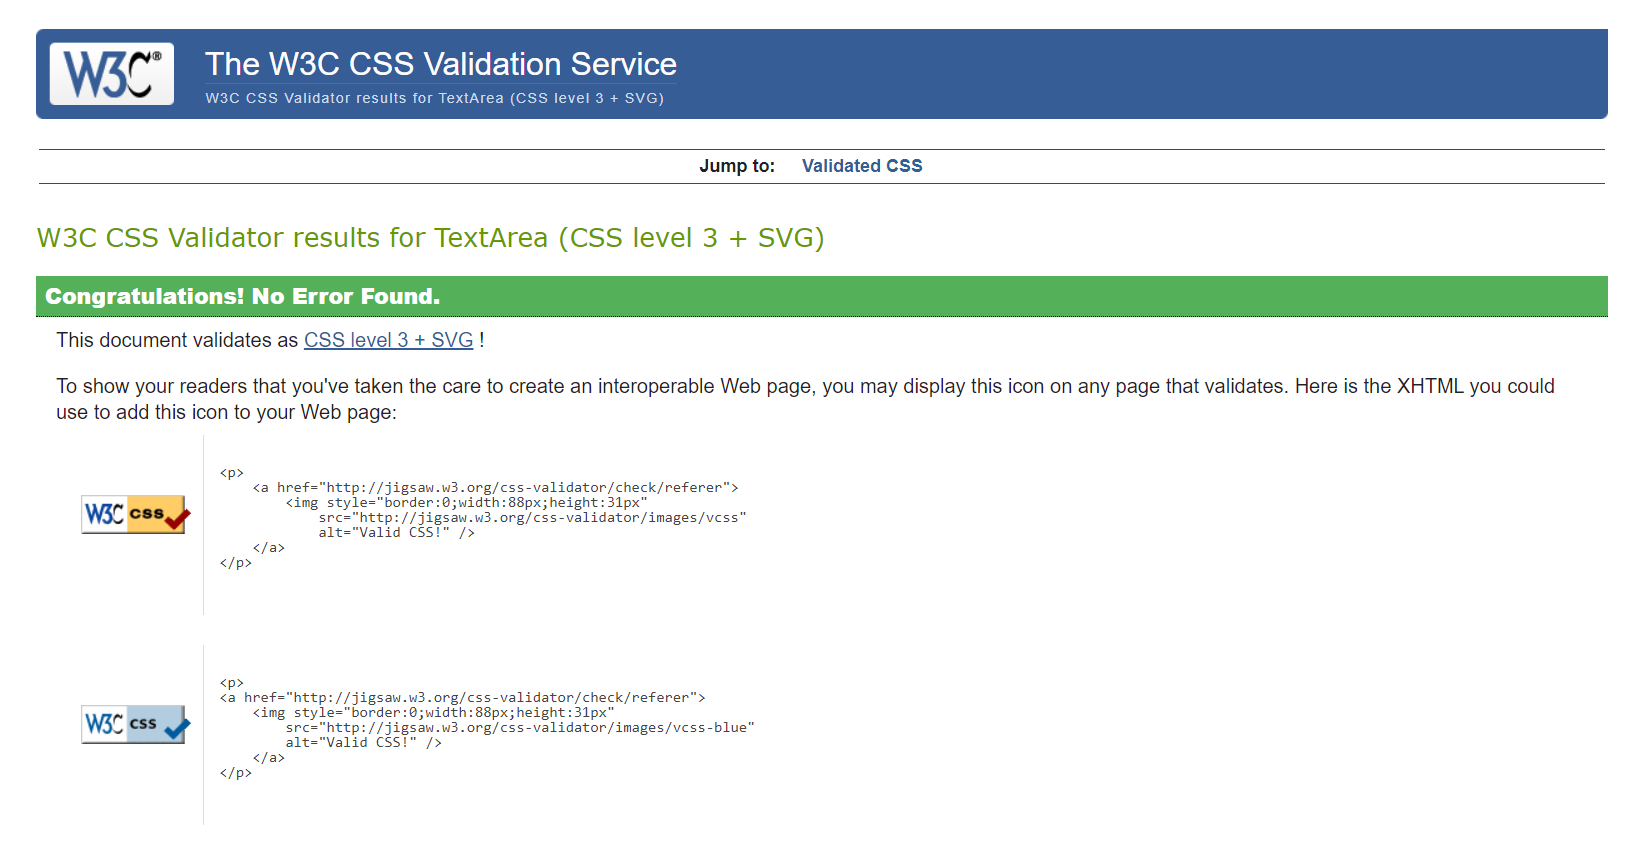 W3C® The W3C CSS Validation Service
W3C CSS Validator results for TextArea (CSS level 3 + SVG)
Jump to: Validated CSS
W3C CSS Validator results for TextArea (CSS level 3 + SVG)
Congratulations! No Error Found.
This document validates as CSS level 3 + SVG !
To show your readers that you've taken the care to create an interoperable Web page, you may display this icon on any page that validates. Here is the XHTML you could
use to add this icon to your Web page:
W3C css
<p>
<a href="http://jigsaw.w3.org/css-validator/check/referer">
<img style="border:0;width:88px;height:31px"
src="http://jigsaw.w3.org/css-validator/images/vcss"
alt="Valid CSS!" />
</a>
</p>
W3C css
<p>
<a href="http://jigsaw.w3.org/css-validator/check/referer">
<img style="border:0;width:88px;height:31px"
src="http://jigsaw.w3.org/css-validator/images/vcss-blue"
alt="Valid CSS!" />
</a>
</p>